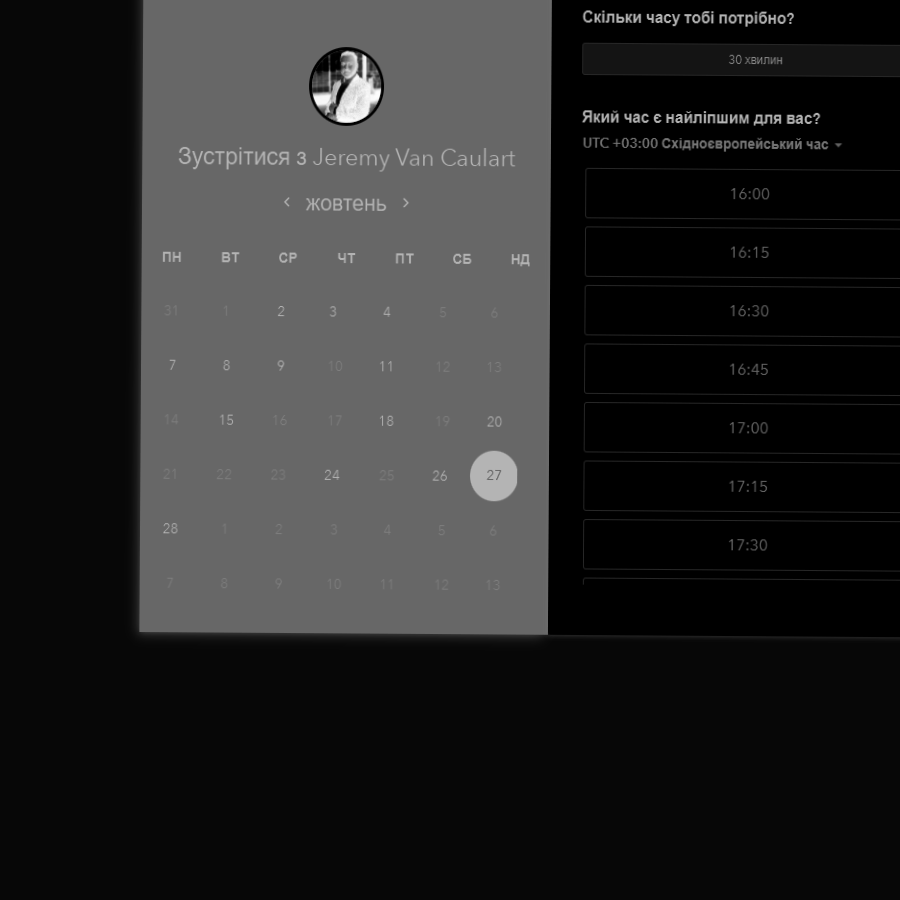 Зустрітися з Jeremy Van Caulart
жовтень
ПН ВТ СР ЧТ ПТ СБ НД
31 1 2 3 4 5 6
7 8 9 10 11 12 13
14 15 16 17 18 19 20
21 22 23 24 25 26 27
28 1 2 3 4 5 6
7 8 9 10 11 12 13
Скільки часу тобі потрібно?
30 хвилин
Який час є найліпшим для вас?
UTC +03:00 Східноєвропейський час
16:00
16:15
16:30
16:45
17:00
17:15
17:30